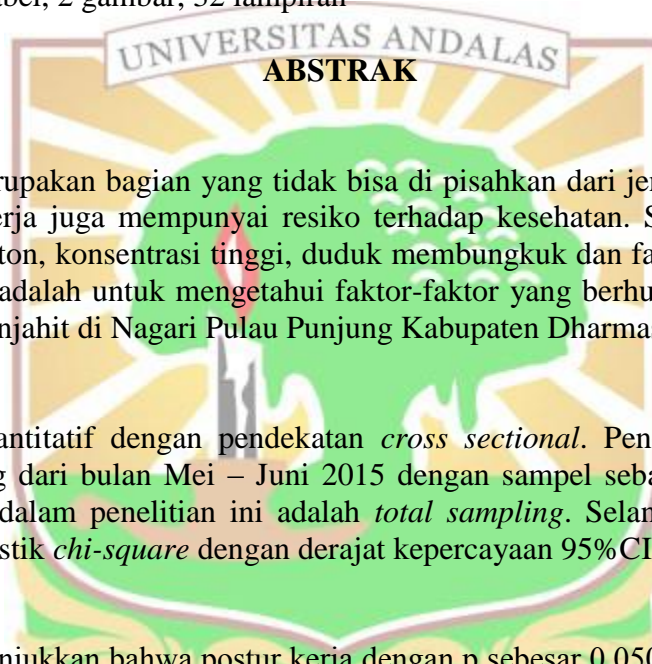 abel, 2 gambar, 32 lampiran
UNIVERSITAS ANDALAS
ABSTRAK
rupakan bagian yang tidak bisa di pisahkan dari jer
erja juga mempunyai resiko terhadap kesehatan. S
ton, konsentrasi tinggi, duduk membungkuk dan fa
adalah untuk mengetahui faktor-faktor yang berhu
njahit di Nagari Pulau Punjung Kabupaten Dharmas
antitatif dengan pendekatan cross sectional. Pen
g dari bulan Mei – Juni 2015 dengan sampel seba
dalam penelitian ini adalah total sampling. Selan
stik chi-square dengan derajat kepercayaan 95%CI
njukkan bahwa postur kerja dengan p sebesar 0,050